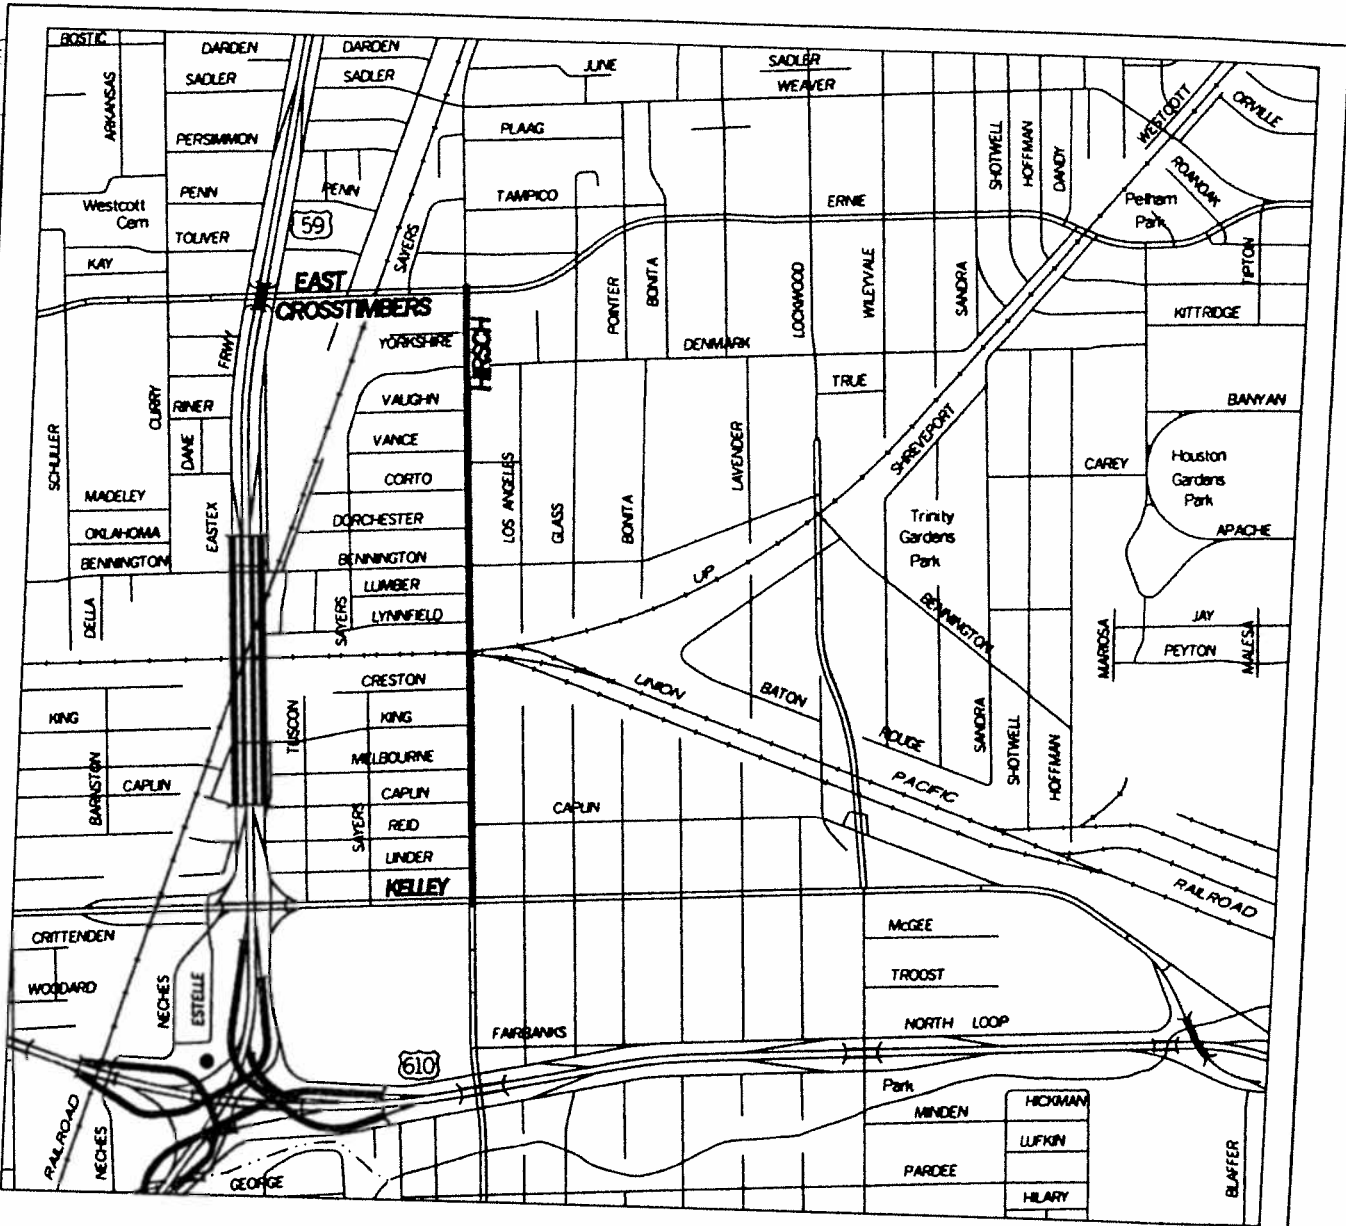 BOSTIC
DARDEN
DARDEN
SADLER
SADLER
JUNE
SADLER
WEAVER
ARKANSAS
PERSIMMON
PLAAG
WESTCOTT
ORVILLE
SHOTWELL
HOFFMAN
DANDY
ROANOAK
PENN
PENN
TAMPICO
ERNIE
Pelham
Park
Westcott
Cem
59
TOLIVER
SAYERS
KAY
TIPTON
EAST
CROSSTIMBERS
POINTER
BONITA
LOCKWOOD
WILEYVALE
SANDRA
KITTRIDGE
YORKSHIRE
HIRSCH
DENMARK
FRWY
TRUE
CURRY
RINER
VAUGHN
BANYAN
DANE
VANCE
SHREVEPORT
SCHULLER
LAVENDER
CAREY
Houston
Gardens
Park
CORTO
MADELEY
LOS ANGELES
GLASS
BONITA
DORCHESTER
EASTEX
Trinity
Gardens
Park
OKLAHOMA
APACHE
BENNINGTON
BENNINGTON
UP
LUMBER
BENNINGTON
DELLA
SAYERS
LYNNFIELD
JAY
MARIOSA
PEYTON
MALESA
CRESTON
UNION
BATON
KING
TUSCON
KING
ROUGE
SANDRA
SHOTWELL
HOFFMAN
MELBOURNE
BARNSTON
CAPLIN
CAPLIN
CAPLIN
PACIFIC
SAYERS
REID
LINDER
KELLEY
RAILROAD
CRITTENDEN
McGEE
WOODARD
NECHES
ESTELLE
TROOST
FAIRBANKS
NORTH LOOP
610
Park
HICKMAN
MINDEN
RAILROAD
NECHES
LUFKIN
GEORGE
PARDEE
BLAFFER
HILARY